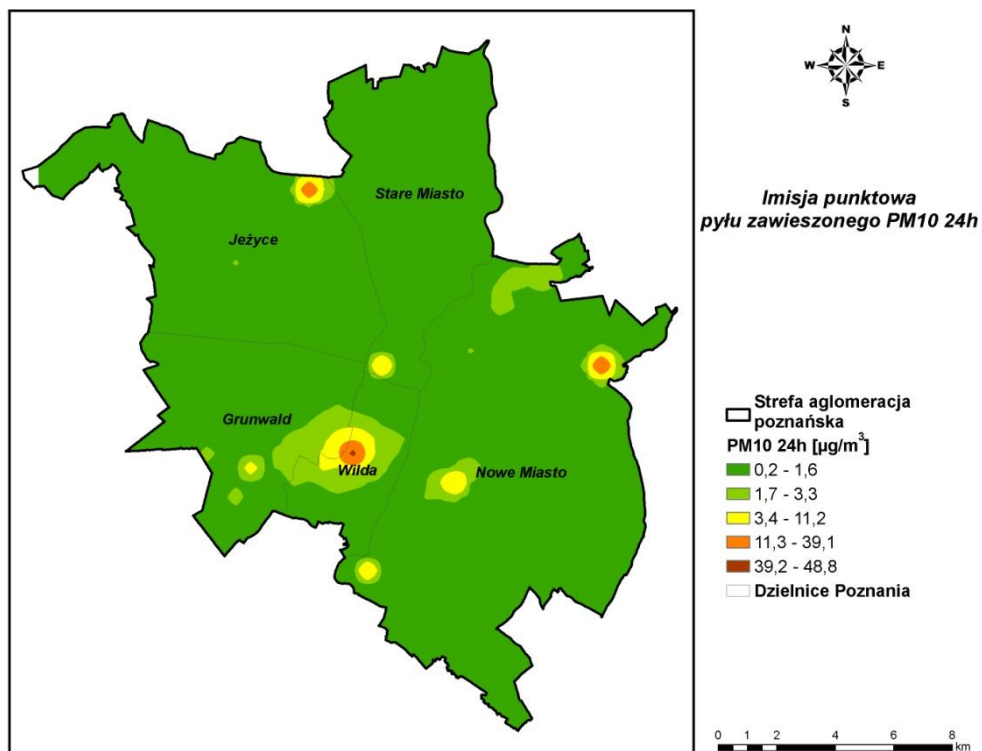 N
W E
S
Imisja punktowa
pyłu zawieszonego PM10 24h
Stare Miasto
Jeżyce
Grunwald
Wilda
Nowe Miasto
Strefa aglomeracja
poznańska
PM10 24h [µg/m³]
0,2 - 1,6
1,7 - 3,3
3,4 - 11,2
11,3 - 39,1
39,2 - 48,8
Dzielnice Poznania
0 1 2 4 6 8
km